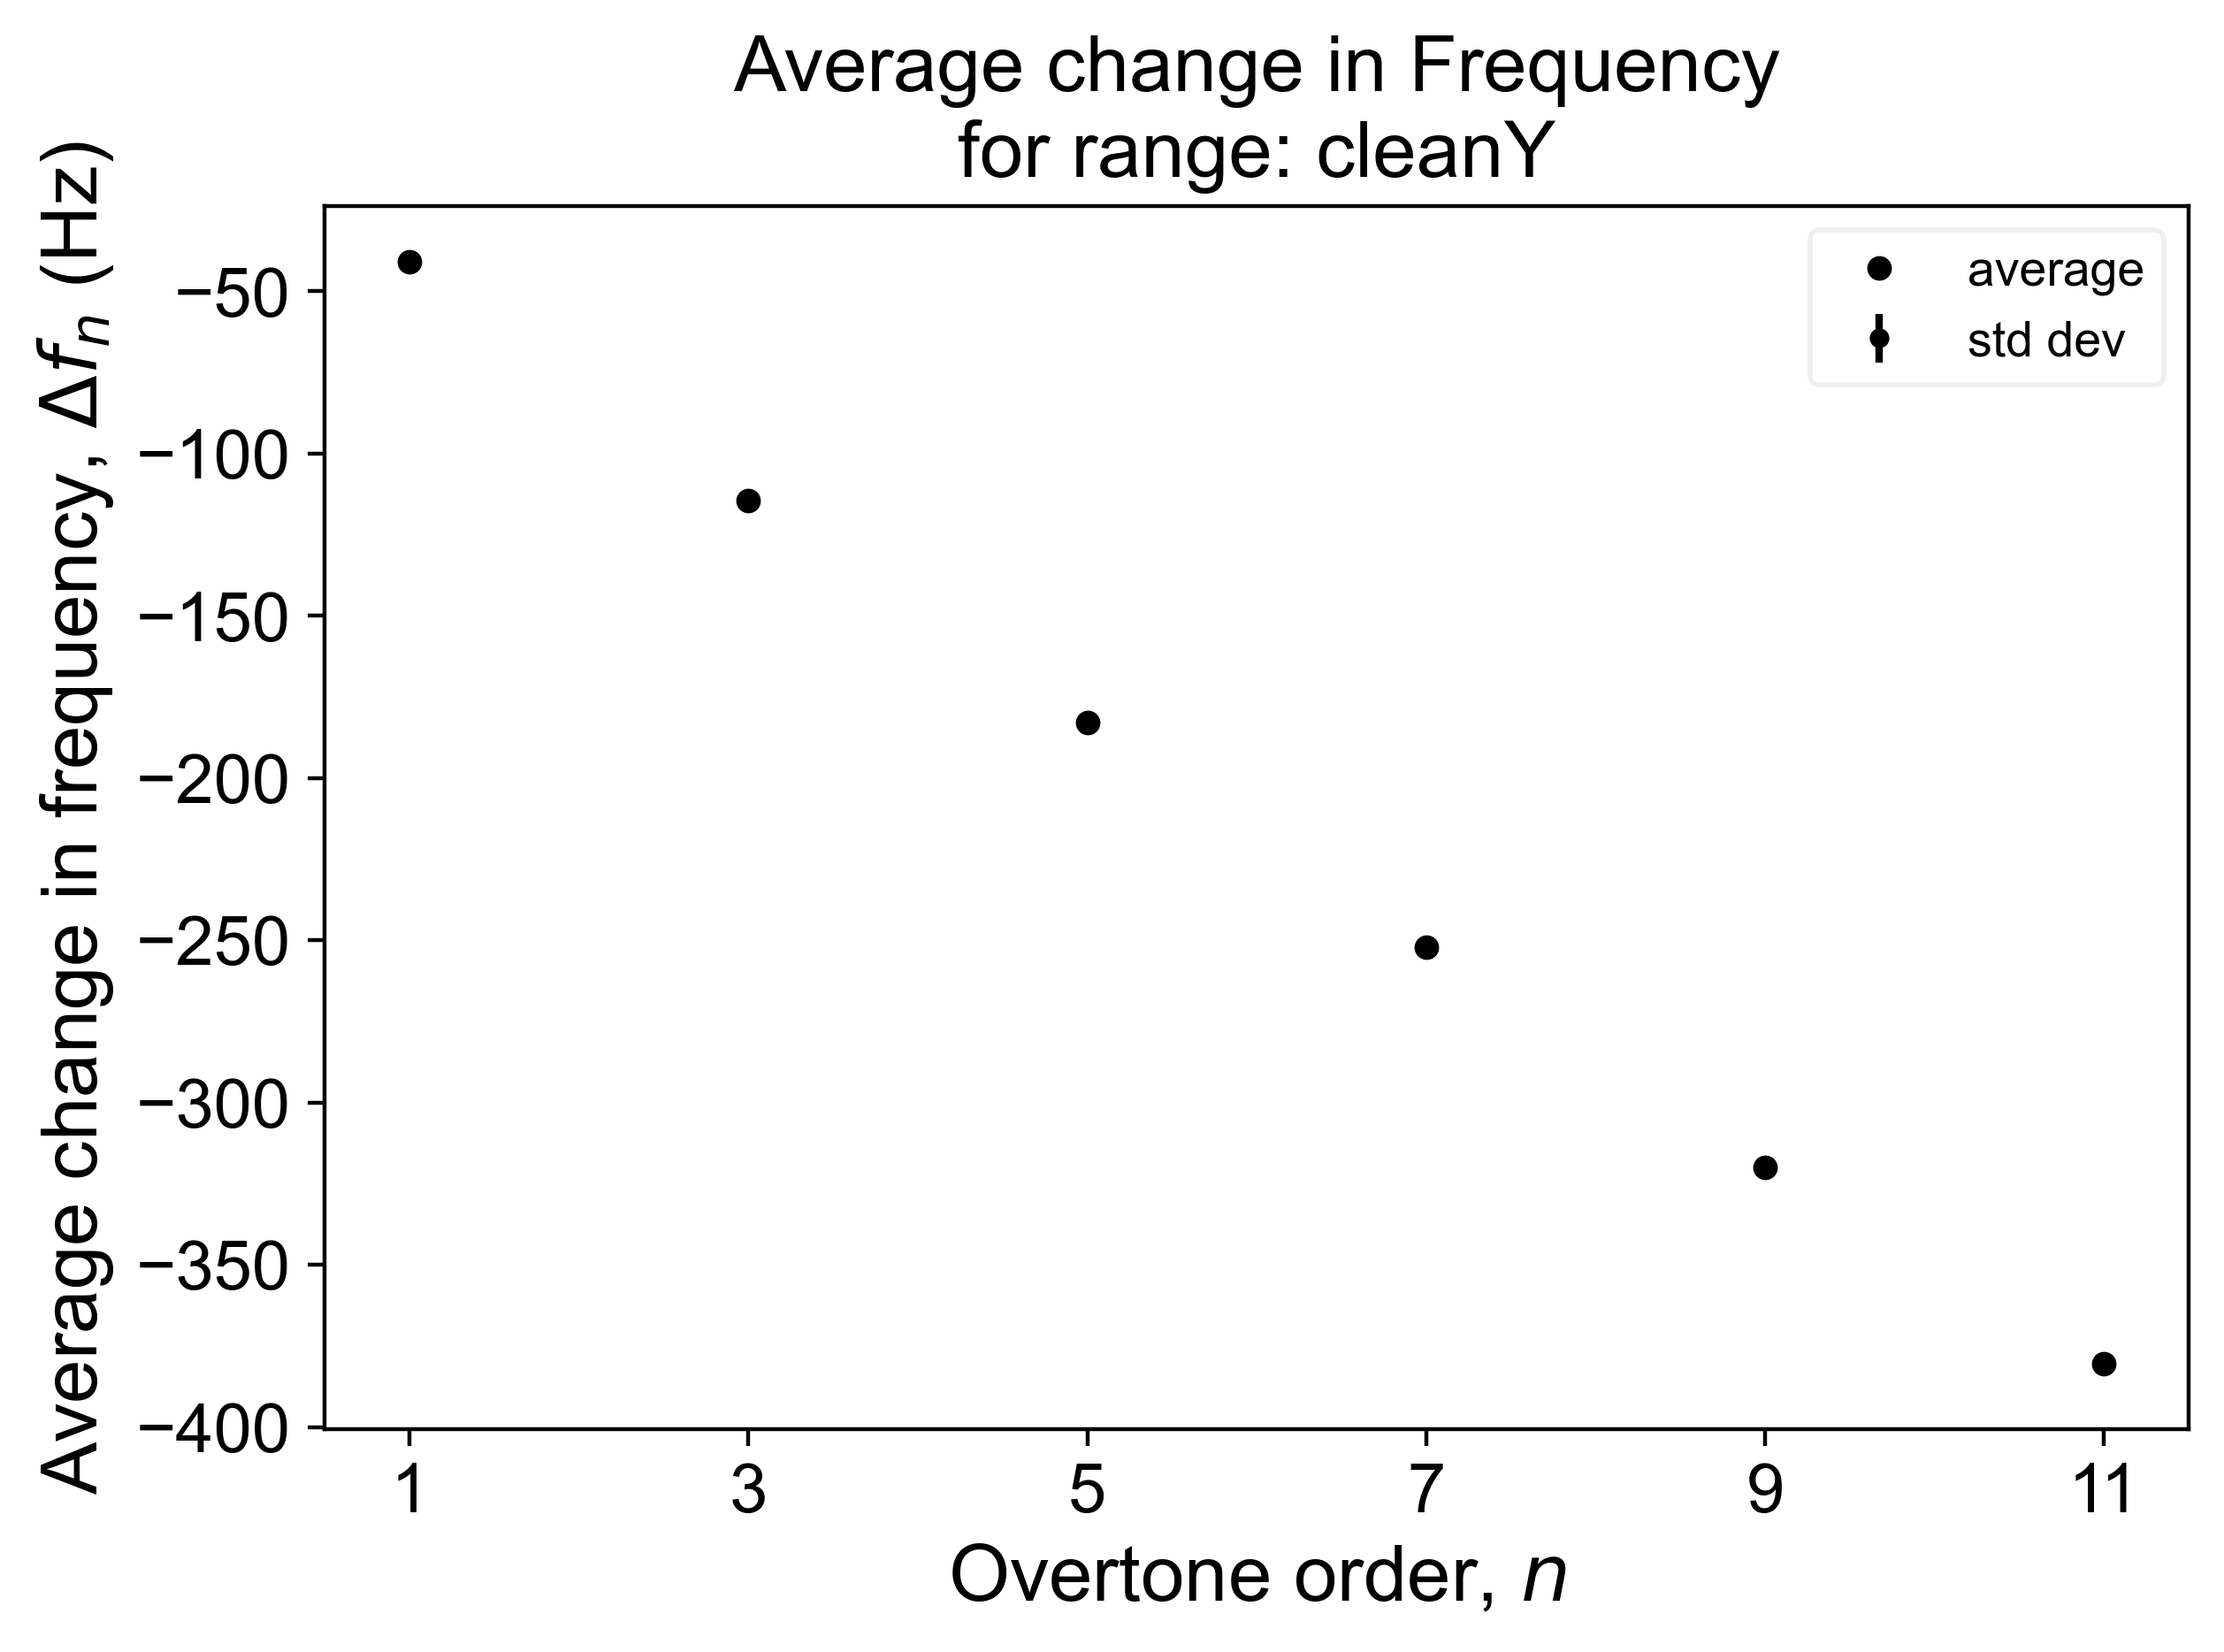 Average change in Frequency
for range: cleanY
Average change in frequency, Δfn (Hz)
−50
−100
−150
−200
−250
−300
−350
−400
average
std dev
1 3 5 7 9 11
Overtone order, n